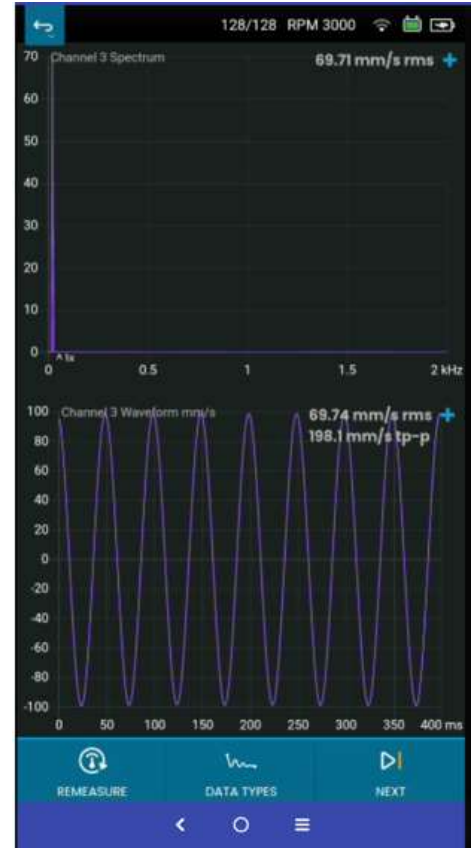 128/128 RPM 3000
70 Channel 3 Spectrum 69.71 mm/s rms +
60
50
40
30
20
10
0
^ 1x
0 0.5 1 1.5 2 kHz
100 Channel 3 Waveform mm/s 69.74 mm/s rms +
198.1 mm/s tp-p
80
60
40
20
0
-20
-40
-60
-80
-100
0 50 100 150 200 250 300 350 400 ms
REMEASURE DATA TYPES NEXT